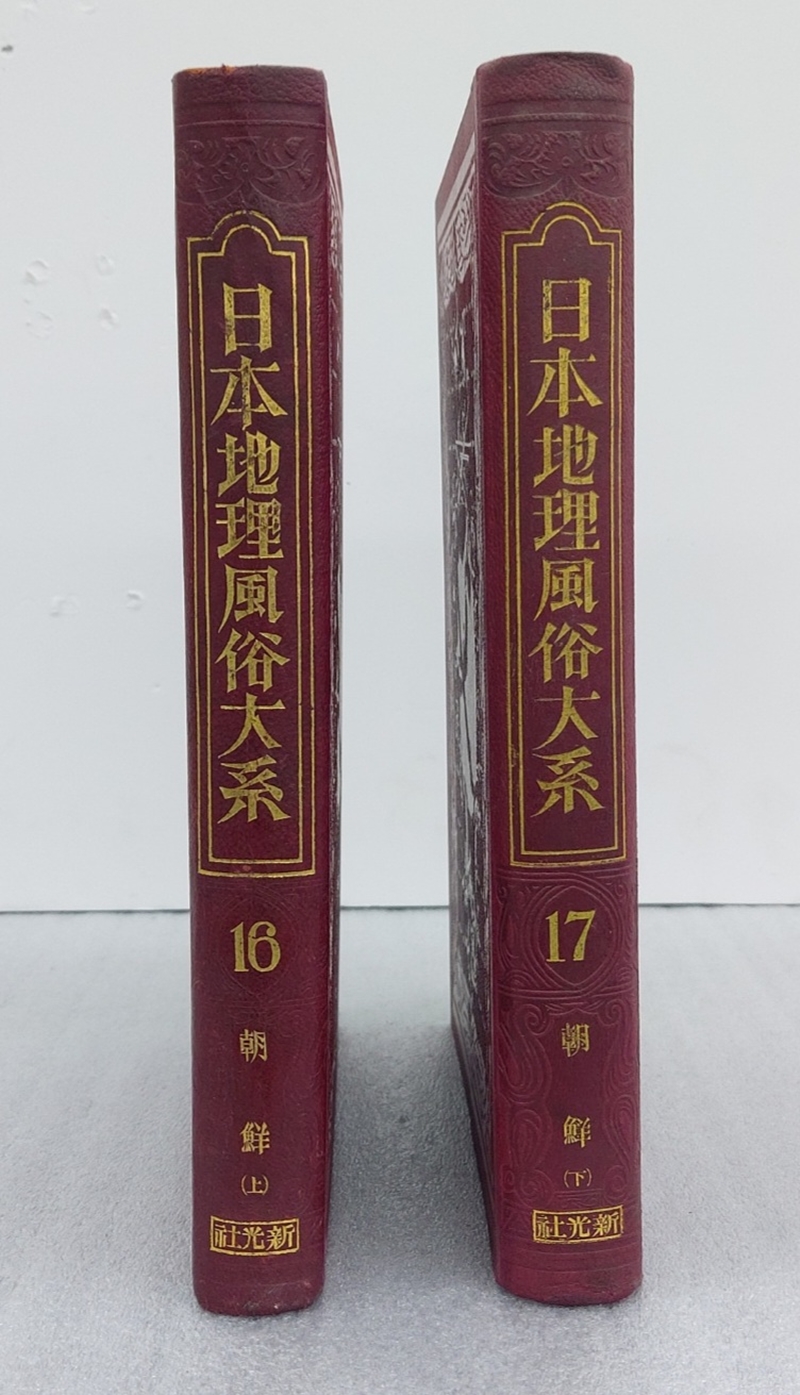 日本地理風俗大系
16
朝鮮
(上)
新光社
日本地理風俗大系
17
朝鮮
(下)
新光社